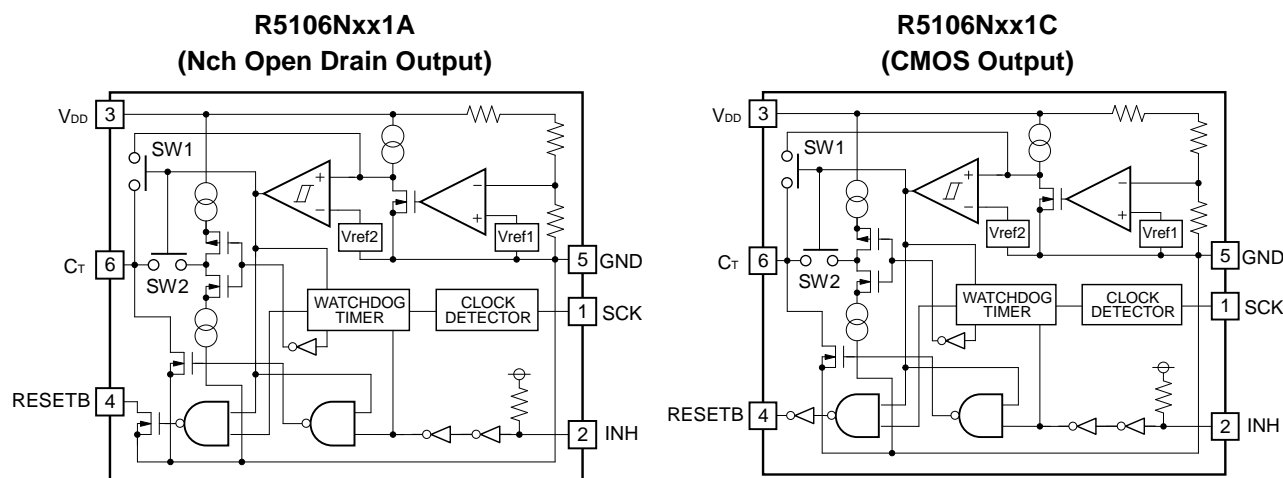 R5106Nxx1A
(Nch Open Drain Output)
VDD
3
SW1
+
−
−
+
Vref2
Vref1
CT
6
SW2
5
GND
WATCHDOG
TIMER
CLOCK
DETECTOR
1
SCK
RESETB
4
2
INH
R5106Nxx1C
(CMOS Output)
VDD
3
SW1
+
−
−
+
Vref2
Vref1
CT
6
SW2
5
GND
WATCHDOG
TIMER
CLOCK
DETECTOR
1
SCK
RESETB
4
2
INH